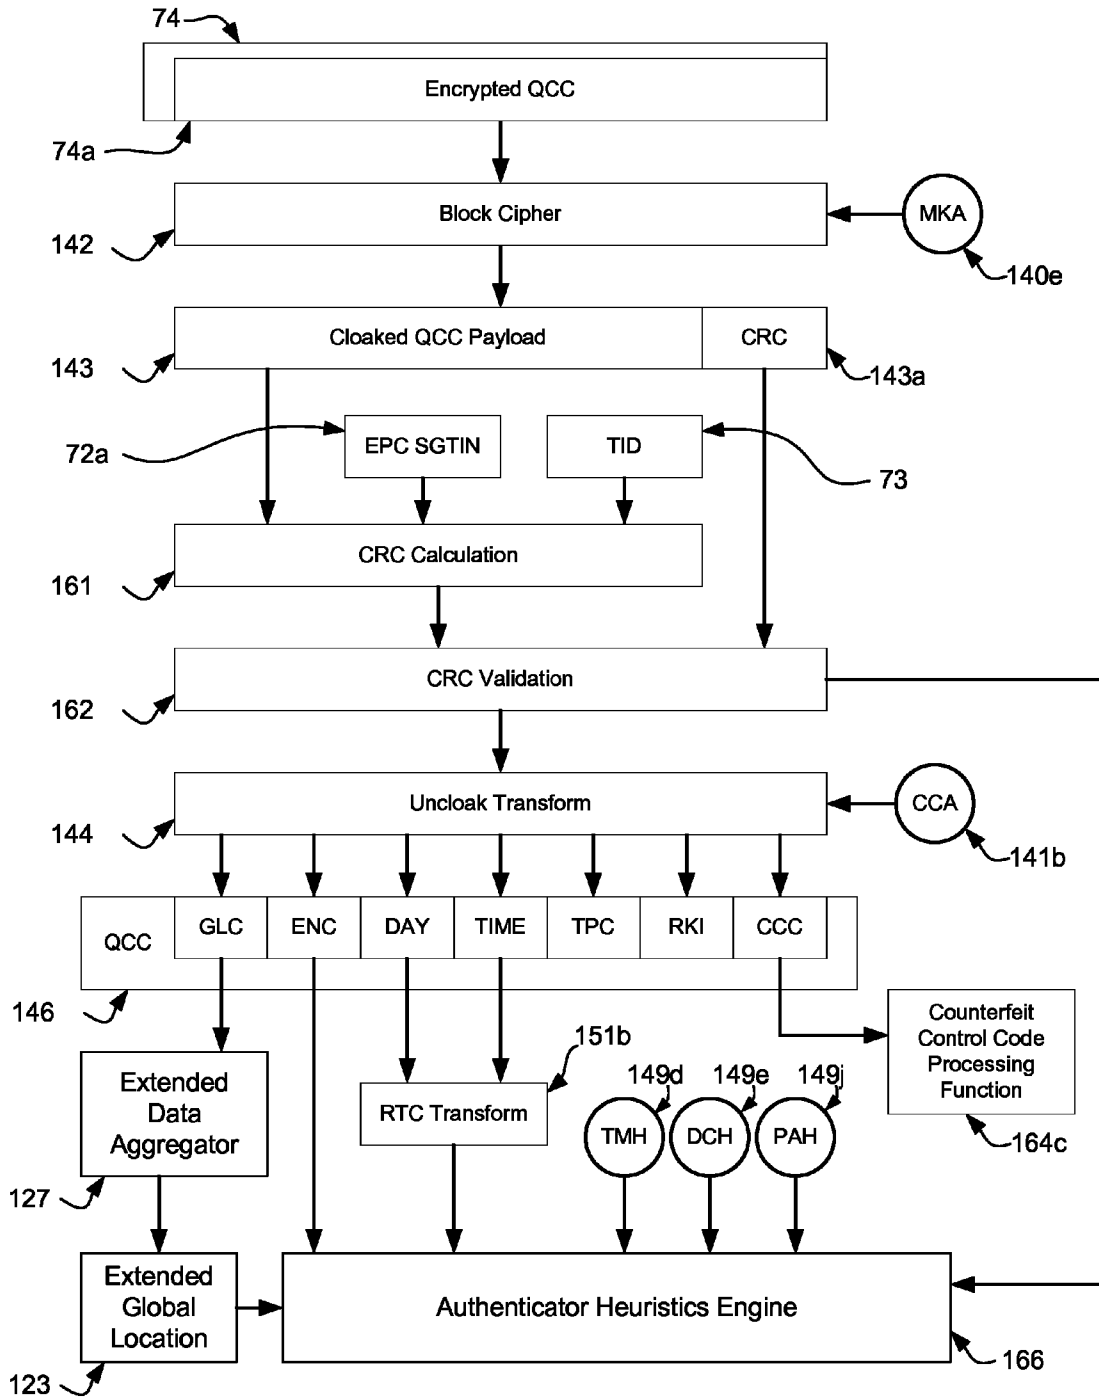 74
Encrypted QCC
74a
Block Cipher
MKA
142
140e
Cloaked QCC Payload
CRC
143
143a
72a
EPC SGTIN
TID
73
CRC Calculation
161
CRC Validation
162
Uncloak Transform
CCA
144
141b
QCC
GLC
ENC
DAY
TIME
TPC
RKI
CCC
146
Counterfeit
Control Code
Processing
Function
164c
151b
Extended
Data
Aggregator
127
RTC Transform
149d
149e
149j
TMH
DCH
PAH
Extended
Global
Location
123
Authenticator Heuristics Engine
166